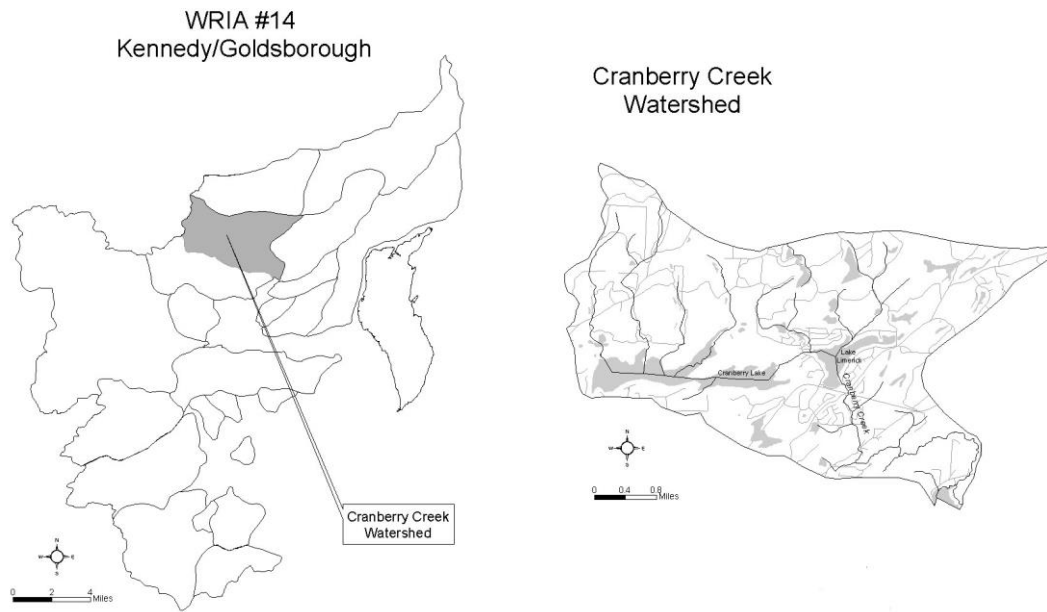 WRIA #14
Kennedy/Goldsborough
Cranberry Creek
Watershed
N
W
E
S
0 2 4
Miles
Cranberry Creek
Watershed
Cranberry Lake
Lake
Limerick
Cranberry Creek
N
W
E
S
0 0.4 0.8
Miles